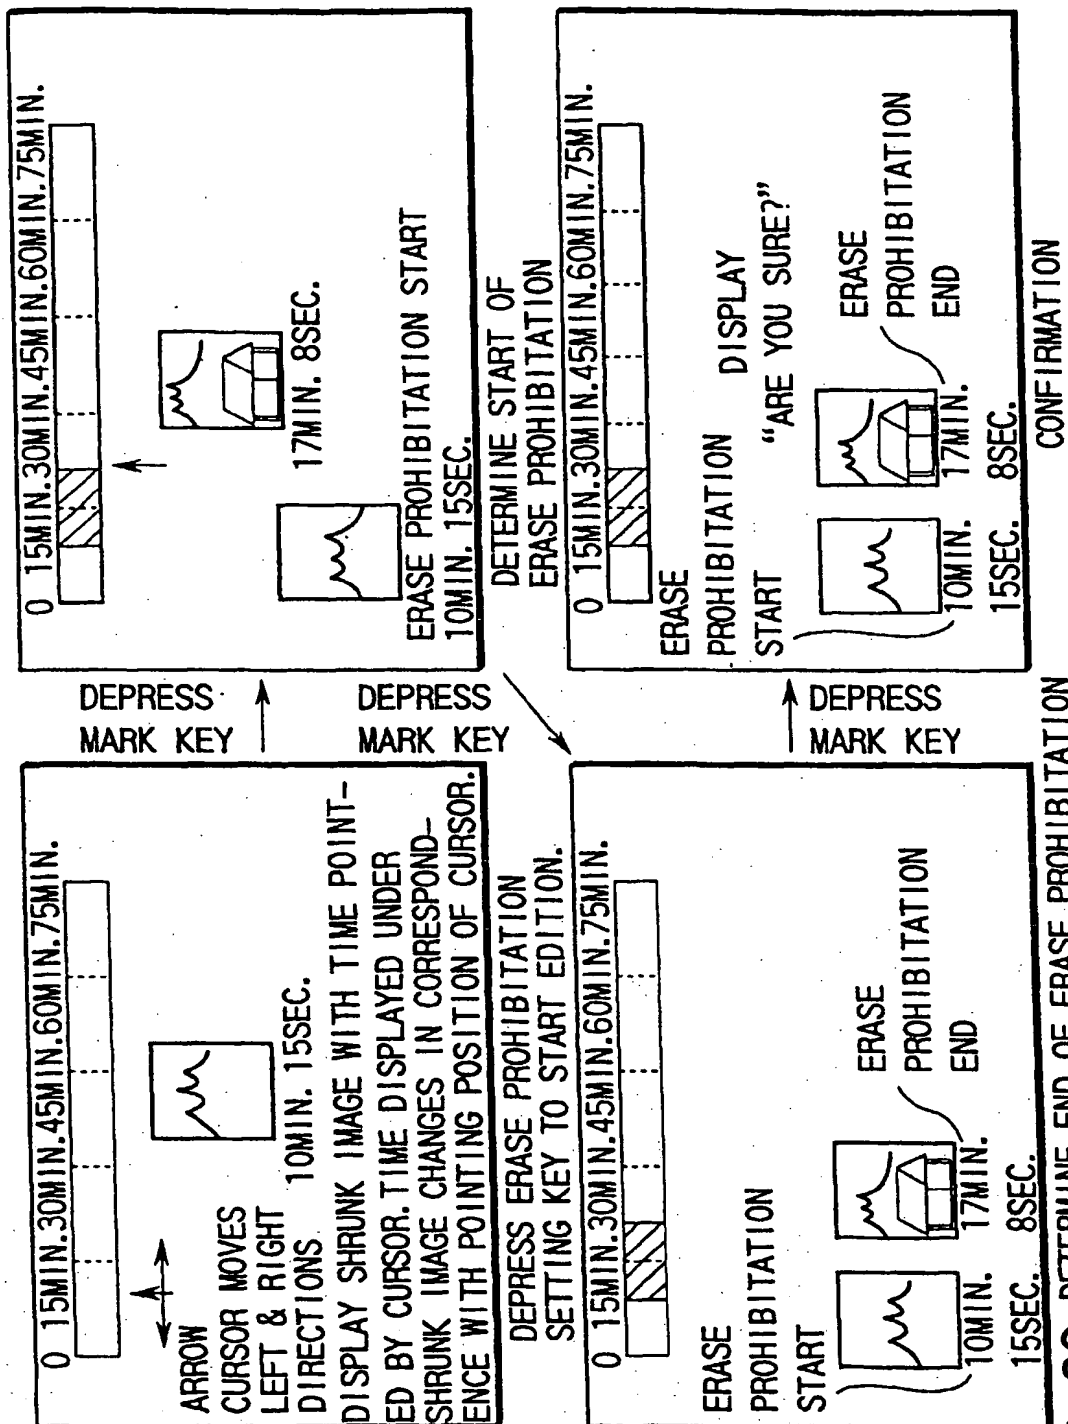 0 15MIN.30MIN.45MIN.60MIN.75MIN.
ARROW
CURSOR MOVES
LEFT & RIGHT
DIRECTIONS
10MIN. 15SEC.
DISPLAY SHRUNK IMAGE WITH TIME POINT-
ED BY CURSOR. TIME DISPLAYED UNDER
SHRUNK IMAGE CHANGES IN CORRESPOND-
ENCE WITH POINTING POSITION OF CURSOR.
DEPRESS ERASE PROHIBITATION
SETTING KEY TO START EDITION.
DEPRESS
MARK KEY
0 15MIN.30MIN.45MIN.60MIN.75MIN.
17MIN. 8SEC.
ERASE PROHIBITATION START
10MIN. 15SEC.
DETERMINE START OF
ERASE PROHIBITATION
DEPRESS
MARK KEY
0 15MIN.30MIN.45MIN.60MIN.75MIN.
ERASE
PROHIBITATION
START
ERASE
PROHIBITATION
END
10MIN.
15SEC.
17MIN.
8SEC.
DETERMINE END OF ERASE PROHIBITATION
DEPRESS
MARK KEY
0 15MIN.30MIN.45MIN.60MIN.75MIN.
ERASE
PROHIBITATION
START
DISPLAY
"ARE YOU SURE?"
ERASE
PROHIBITATION
END
10MIN.
15SEC.
17MIN.
8SEC.
CONFIRMATION